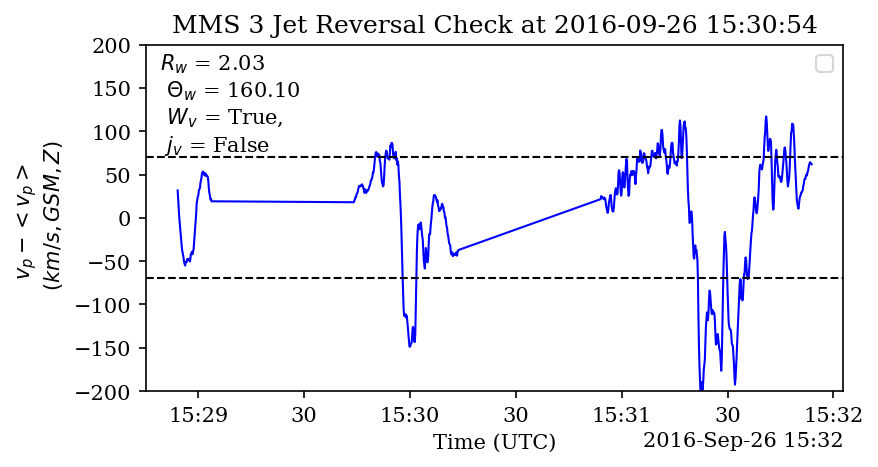 MMS 3 Jet Reversal Check at 2016-09-26 15:30:54
200
150
100
50
0
−50
−100
−150
−200
v_p − < v_p >
(km/s, GSM, Z)
R_w = 2.03
Θ_w = 160.10
W_v = True,
j_v = False
15:29 30 15:30 30 15:31 30 15:32
Time (UTC)
2016-Sep-26 15:32